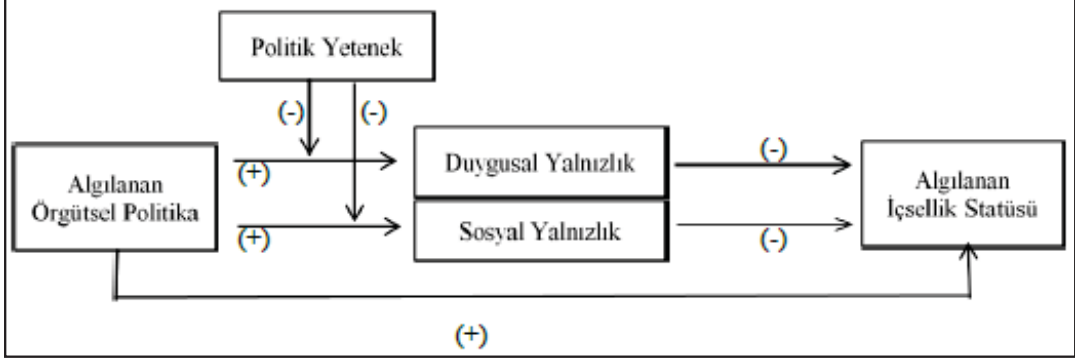 Politik Yetenek
(-)
(-)
Algılanan
Örgütsel Politika
(+)
(+)
Duygusal Yalnızlık
Sosyal Yalnızlık
(-)
(-)
Algılanan
İçsellik Statüsü
(+)